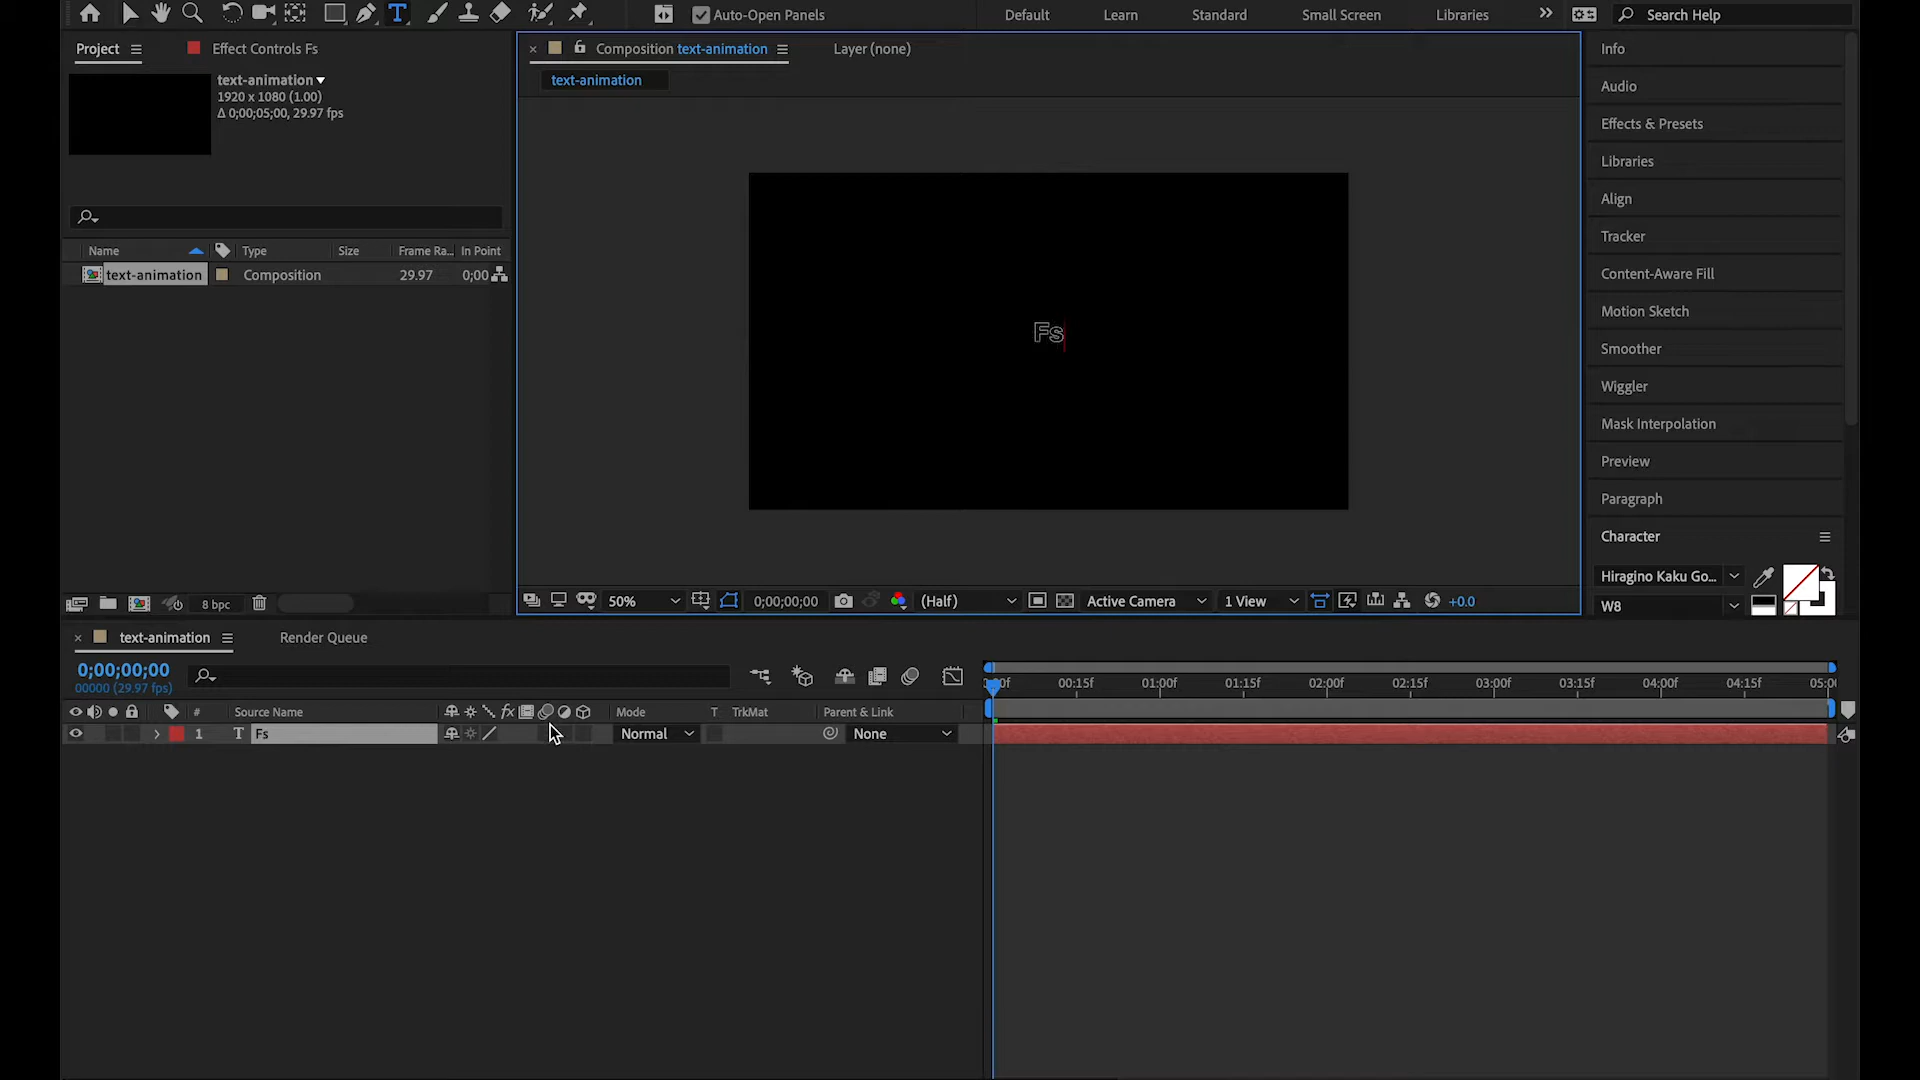 Auto-Open Panels
Default
Learn
Standard
Small Screen
Libraries
Search Help
Project
Effect Controls Fs
Composition text-animation
Layer (none)
text-animation
text-animation
1920 x 1080 (1.00)
Δ 0;00;05;00, 29.97 fps
Name
Type
Size
Frame Ra...
In Point
text-animation
Composition
29.97
0;00
8 bpc
Fs
50%
0;00;00;00
(Half)
Active Camera
1 View
+0.0
Info
Audio
Effects & Presets
Libraries
Align
Tracker
Content-Aware Fill
Motion Sketch
Smoother
Wiggler
Mask Interpolation
Preview
Paragraph
Character
Hiragino Kaku Go...
W8
text-animation
Render Queue
0;00;00;00
00000 (29.97 fps)
00:15f
01:00f
01:15f
02:00f
02:15f
03:00f
03:15f
04:00f
04:15f
#
Source Name
fx
Mode
T
TrkMat
Parent & Link
1
T
Fs
Normal
None